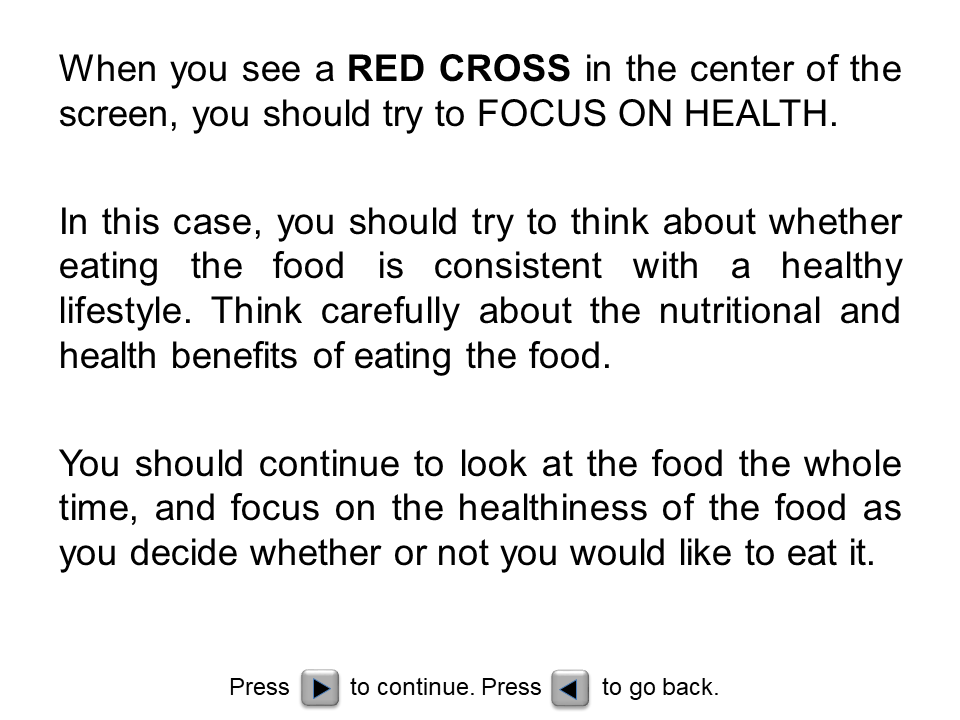 When you see a RED CROSS in the center of the
screen, you should try to FOCUS ON HEALTH.
In this case, you should try to think about whether
eating the food is consistent with a healthy
lifestyle. Think carefully about the nutritional and
health benefits of eating the food.
You should continue to look at the food the whole
time, and focus on the healthiness of the food as
you decide whether or not you would like to eat it.
Press to continue. Press to go back.